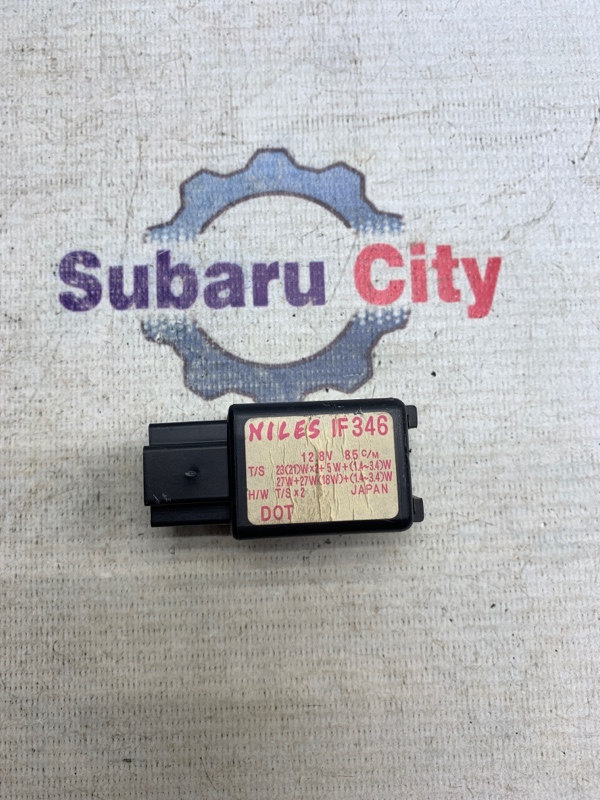 Subaru City
NILES IF346
12.8V 85 C/M
T/S 23(21)W×2+5W+(1.4~3.4)W
27W+27W(18W)+(1.4~3.4)W
H/W T/S×2 JAPAN
DOT